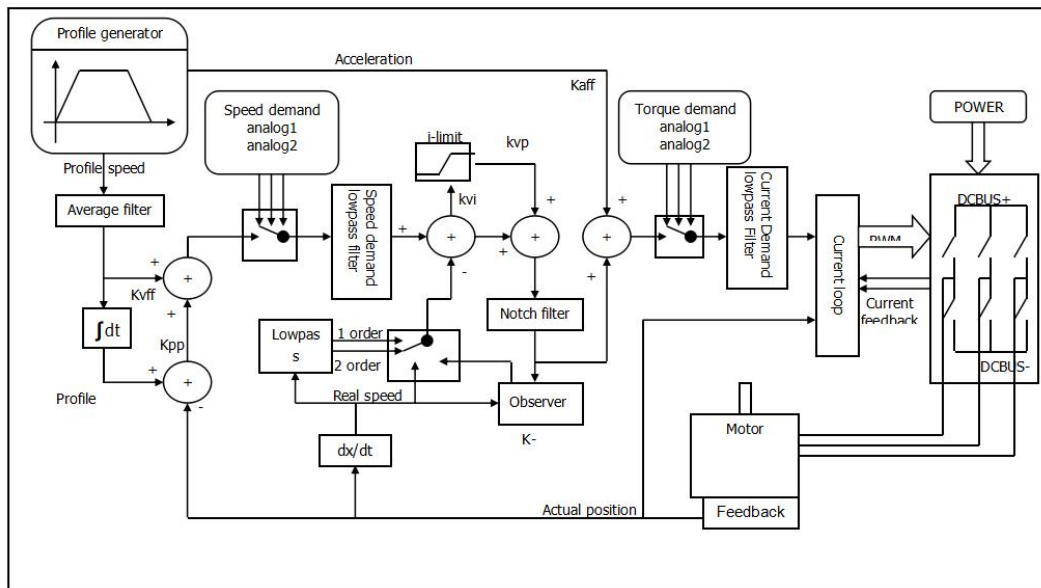 Profile generator
Acceleration
Kaff
Speed demand
analog1
analog2
Torque demand
analog1
analog2
POWER
i-limit
kvp
Profile speed
Average filter
kvi
Speed demand
lowpass filter
Current Demand
lowpass Filter
DCBUS+
PWM
Current loop
Current
feedback
+
+
+
+
+
+
+
-
+
+
+
Kvff
+
∫dt
Kpp
Notch filter
Lowpas
s
1 order
2 order
+
+
-
Profile
Real speed
Observer
K-
DCBUS-
Motor
dx/dt
Actual position
Feedback